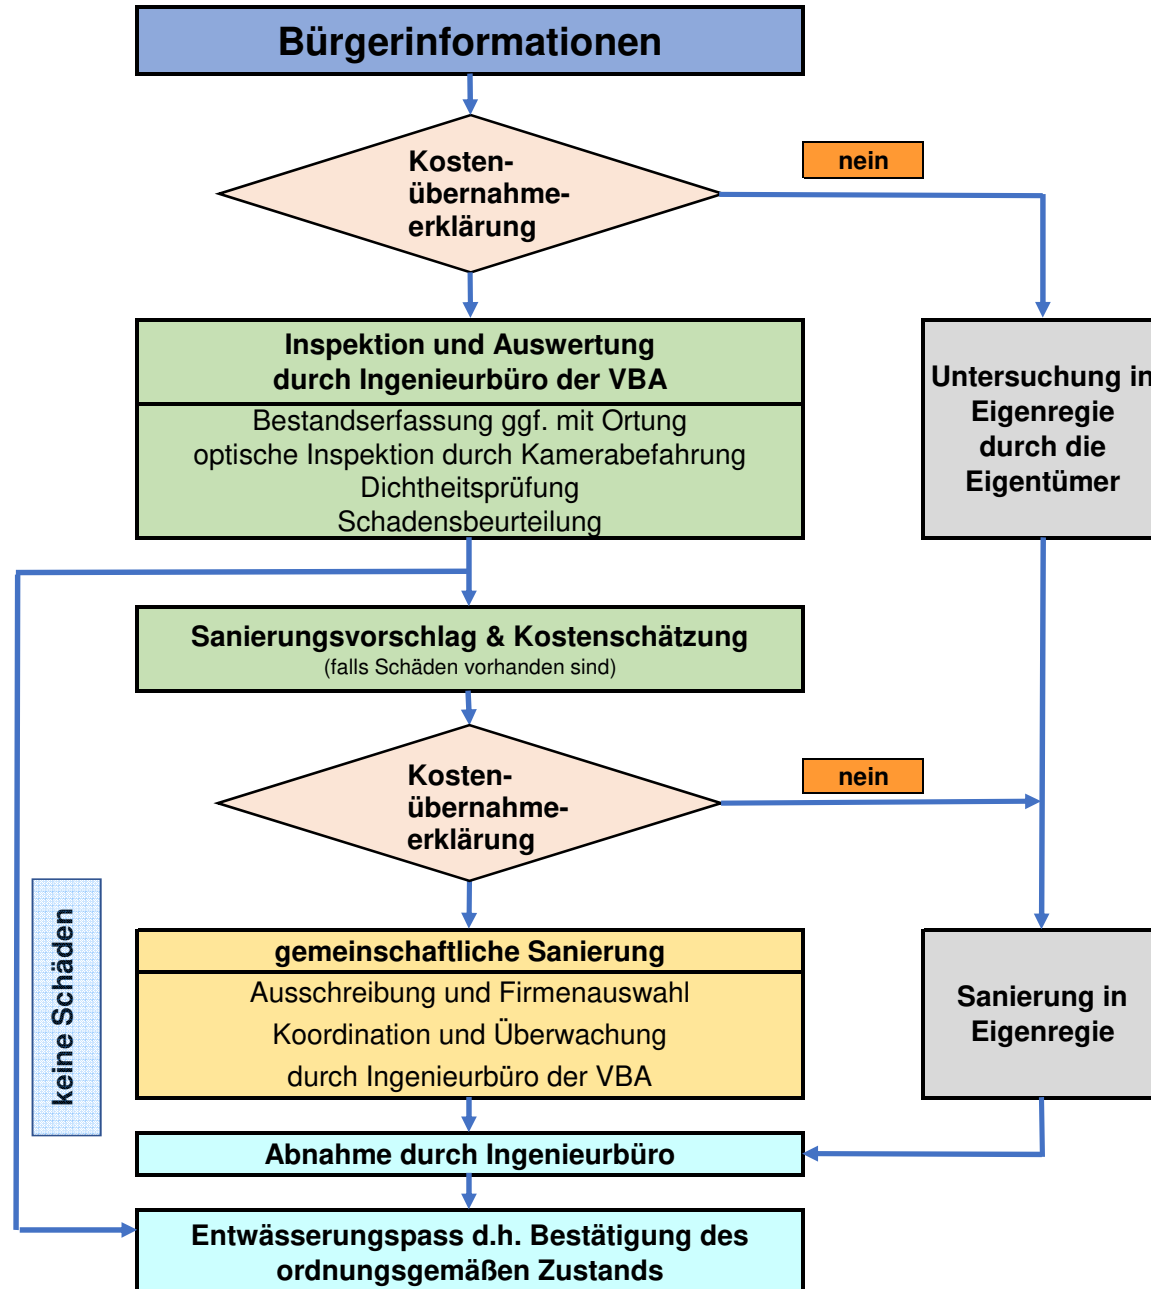 Bürgerinformationen
Kosten-
übernahme-
erklärung
nein
Inspektion und Auswertung
durch Ingenieurbüro der VBA
Bestandserfassung ggf. mit Ortung
optische Inspektion durch Kamerabefahrung
Dichtheitsprüfung
Schadensbeurteilung
Untersuchung in
Eigenregie
durch die
Eigentümer
Sanierungsvorschlag & Kostenschätzung
(falls Schäden vorhanden sind)
Kosten-
übernahme-
erklärung
nein
keine Schäden
gemeinschaftliche Sanierung
Ausschreibung und Firmenauswahl
Koordination und Überwachung
durch Ingenieurbüro der VBA
Sanierung in
Eigenregie
Abnahme durch Ingenieurbüro
Entwässerungspass d.h. Bestätigung des
ordnungsgemäßen Zustands